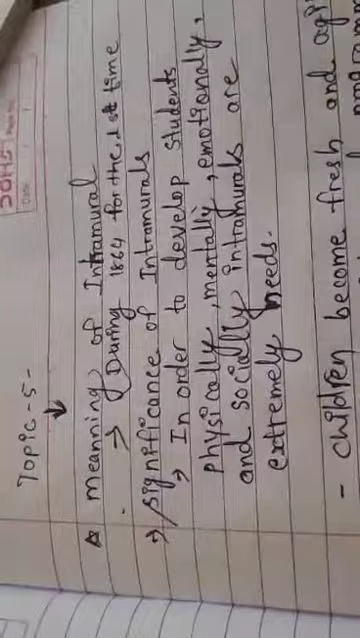 Topic-5-
Meanning of Intramural
→ During 1864 for the 1st time
→ Significance of Intramurals
→ In order to develop students
physically, mentally, emotionally,
and socially intramurals are
extremely needs.
- children become fresh and